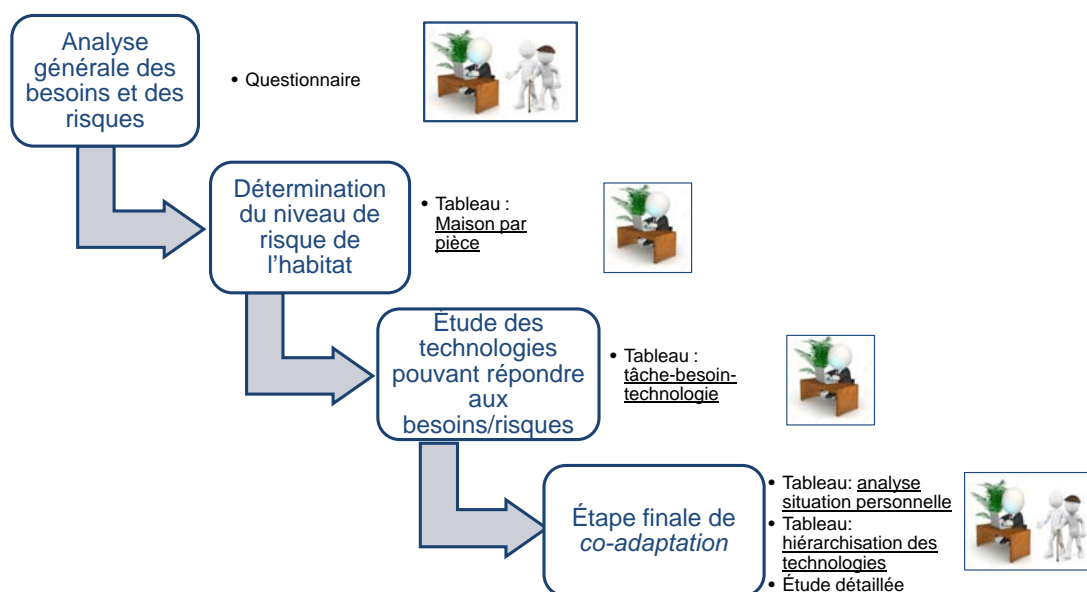 Analyse
générale des
besoins et des
risques
• Questionnaire
Détermination
du niveau de
risque de
l'habitat
• Tableau :
Maison par
pièce
Étude des
technologies
pouvant répondre
aux
besoins/risques
• Tableau :
tâche-besoin-
technologie
Étape finale de
co-adaptation
• Tableau: analyse
situation personnelle
• Tableau:
hiérarchisation des
technologies
• Étude détaillée